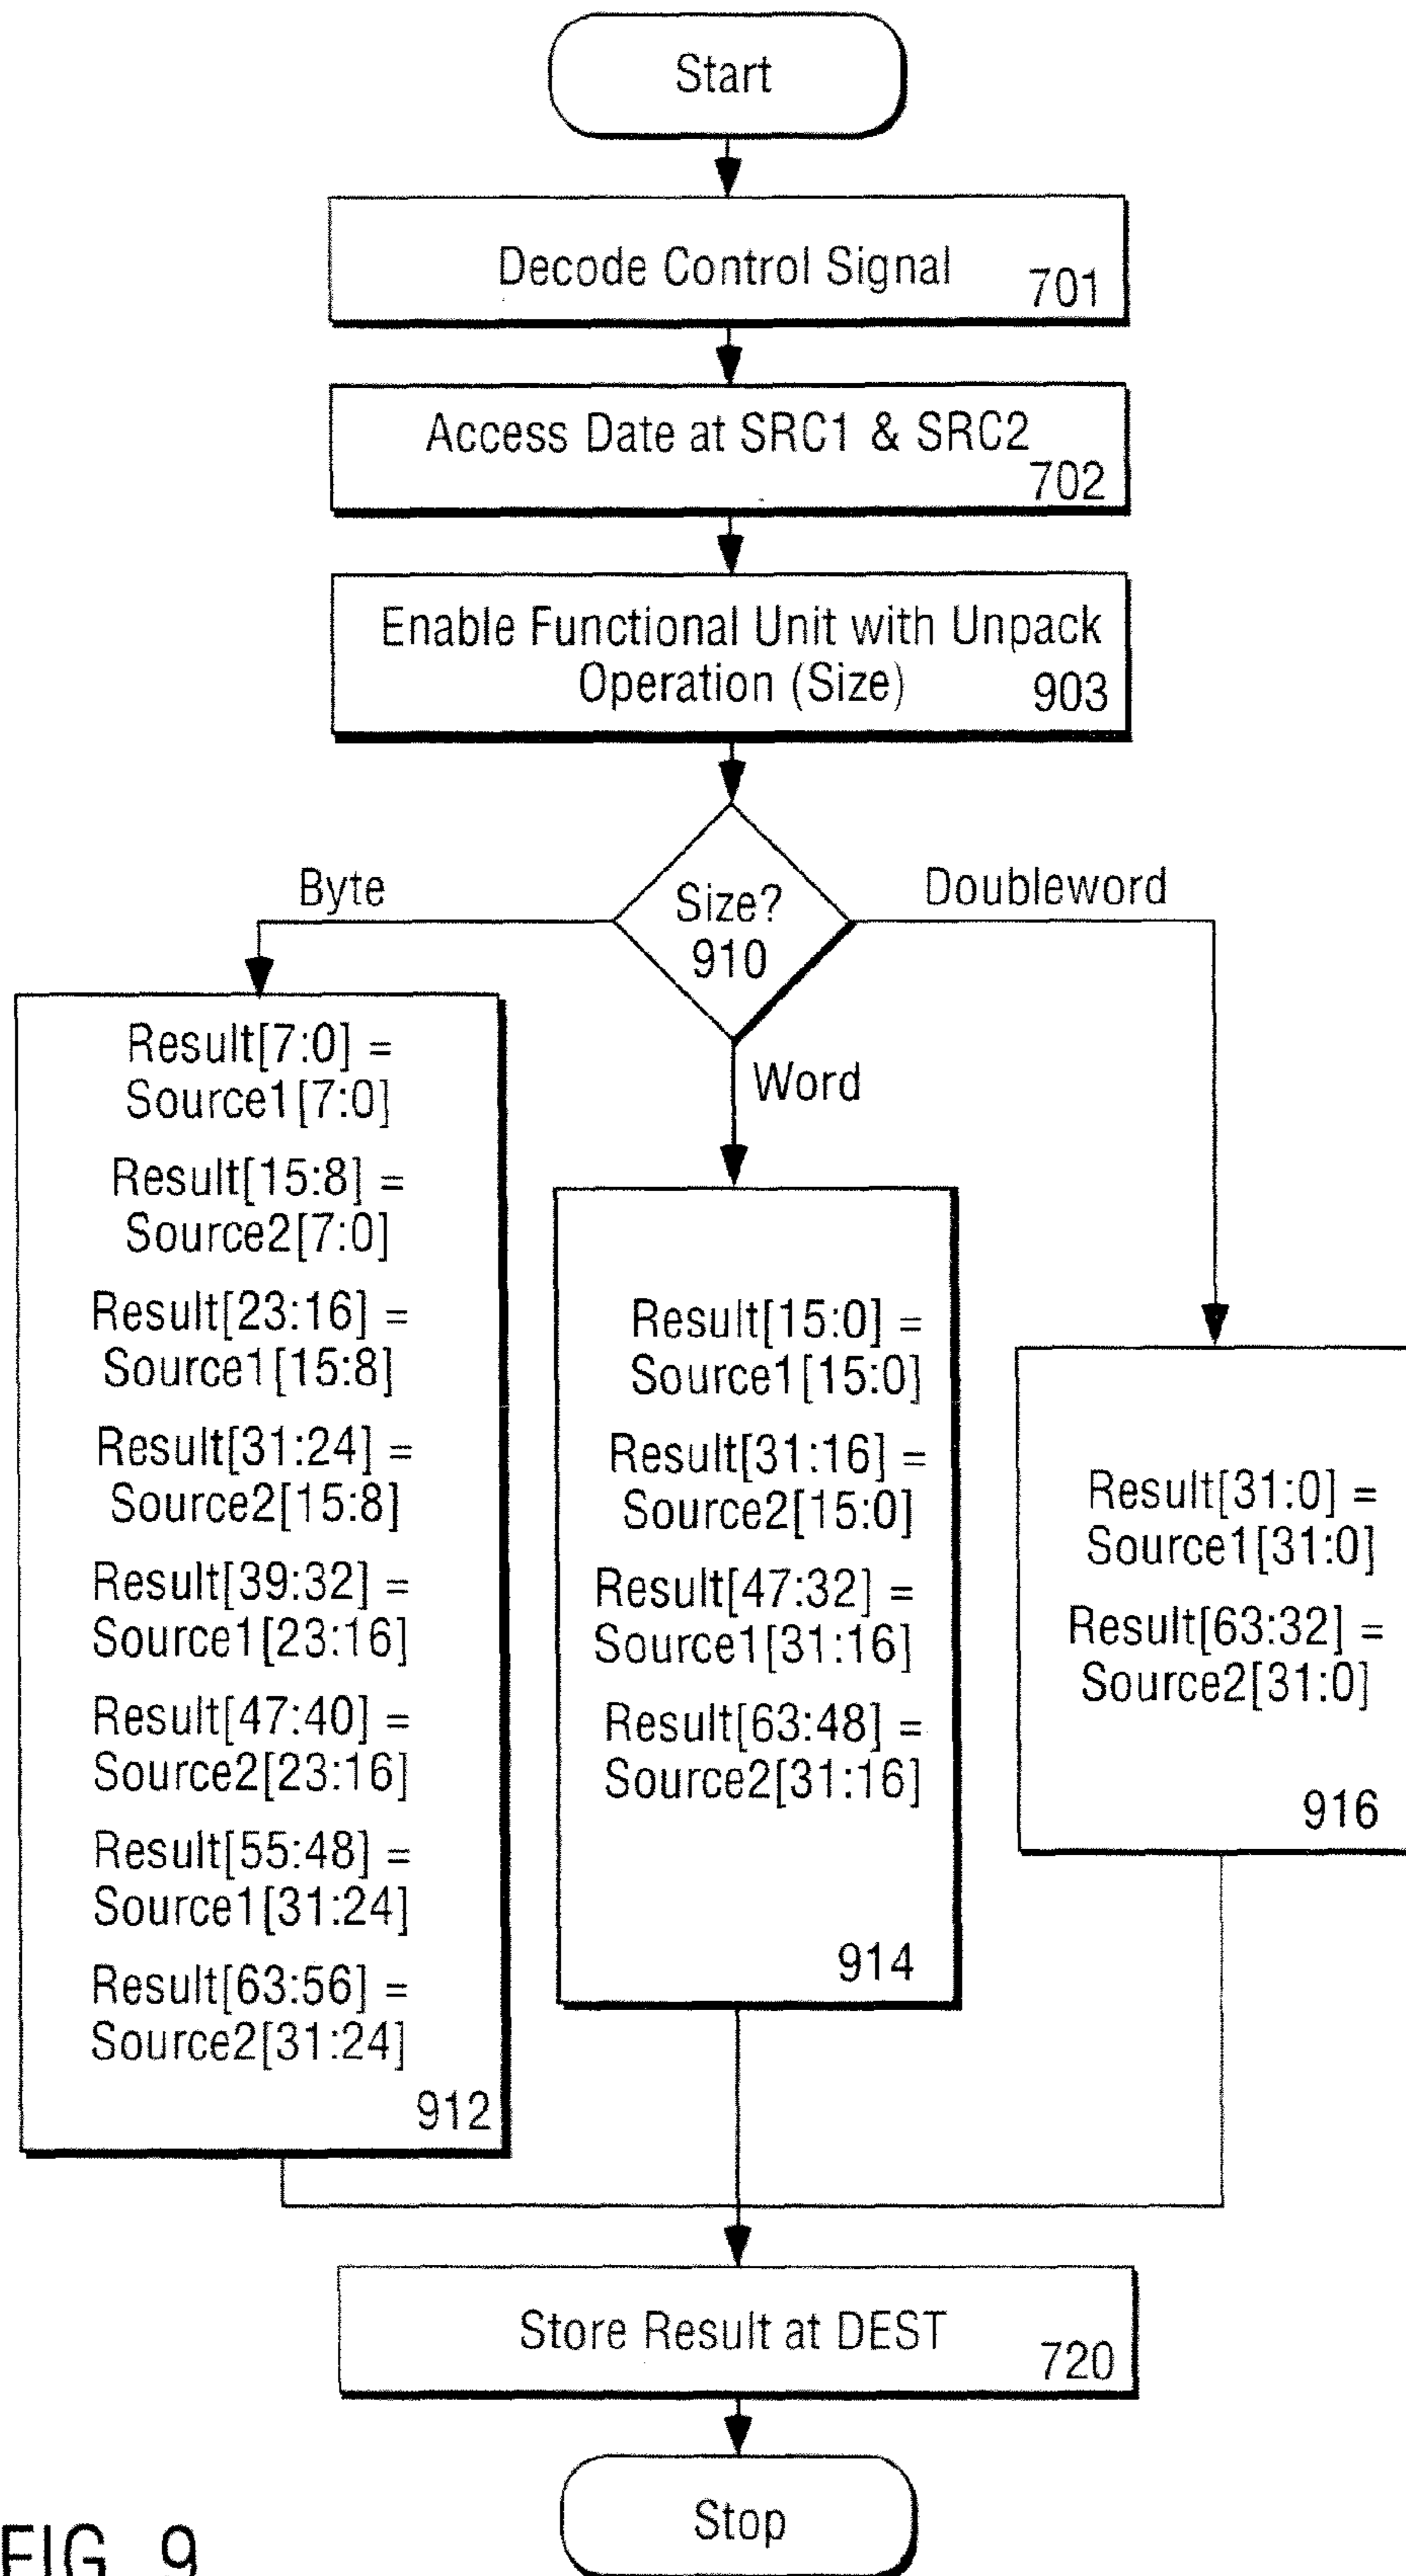 Start
Decode Control Signal
701
Access Date at SRC1 & SRC2
702
Enable Functional Unit with Unpack
Operation (Size)
903
Size?
910
Byte
Word
Doubleword
Result[7:0] =
Source1[7:0]
Result[15:8] =
Source2[7:0]
Result[23:16] =
Source1[15:8]
Result[31:24] =
Source2[15:8]
Result[39:32] =
Source1[23:16]
Result[47:40] =
Source2[23:16]
Result[55:48] =
Source1[31:24]
Result[63:56] =
Source2[31:24]
912
Result[15:0] =
Source1[15:0]
Result[31:16] =
Source2[15:0]
Result[47:32] =
Source1[31:16]
Result[63:48] =
Source2[31:16]
914
Result[31:0] =
Source1[31:0]
Result[63:32] =
Source2[31:0]
916
Store Result at DEST
720
Stop
FIG. 9